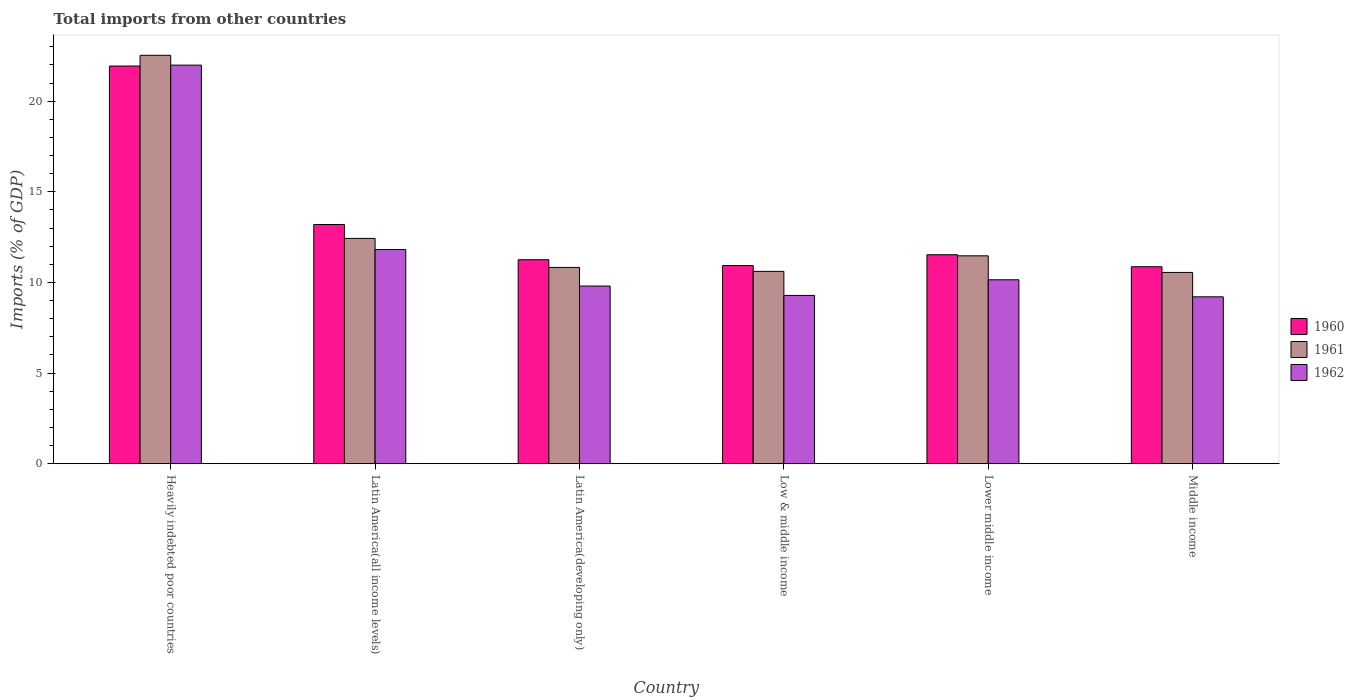 Total imports from other countries
Imports (% of GDP)
20
15
10
5
0
Heavily indebted poor countries
Latin America(all income levels)
Latin America(developing only)
Low & middle income
Lower middle income
Middle income
Country
1960
1961
1962